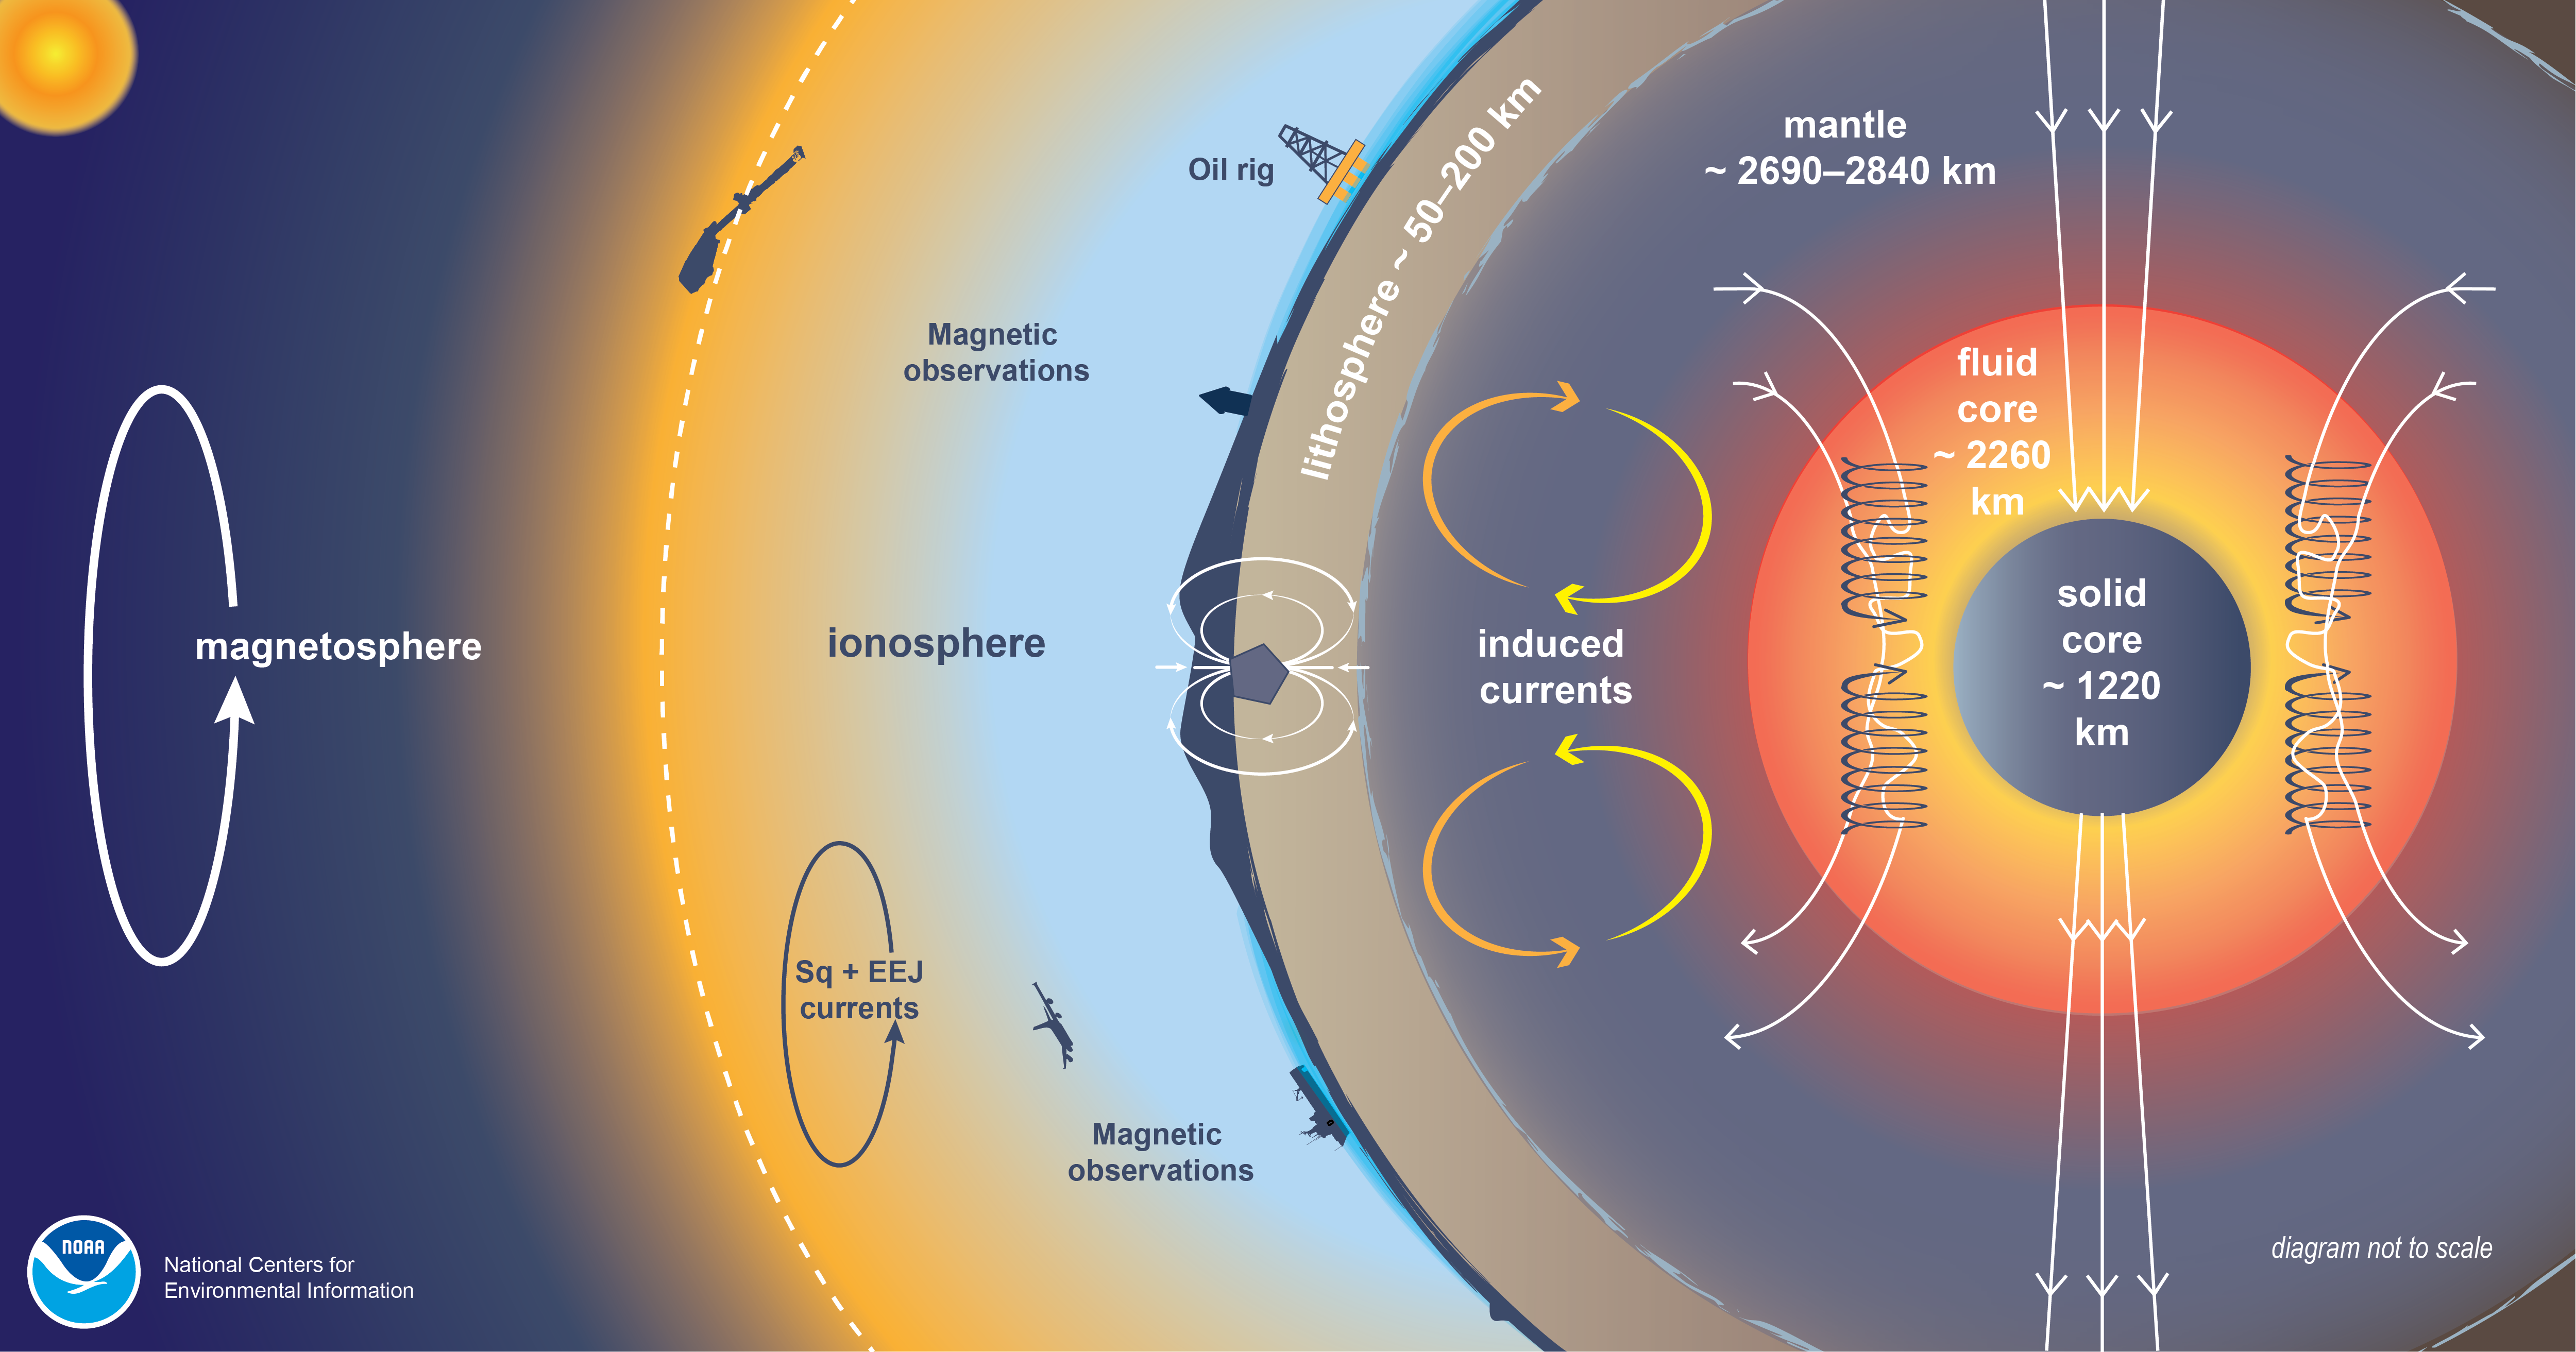 Oil rig
lithosphere ~ 50–200 km
mantle
~ 2690–2840 km
Magnetic
observations
fluid
core
~ 2260
km
magnetosphere
ionosphere
induced
currents
solid
core
~ 1220
km
Sq + EEJ
currents
Magnetic
observations
NOAA
National Centers for
Environmental Information
diagram not to scale